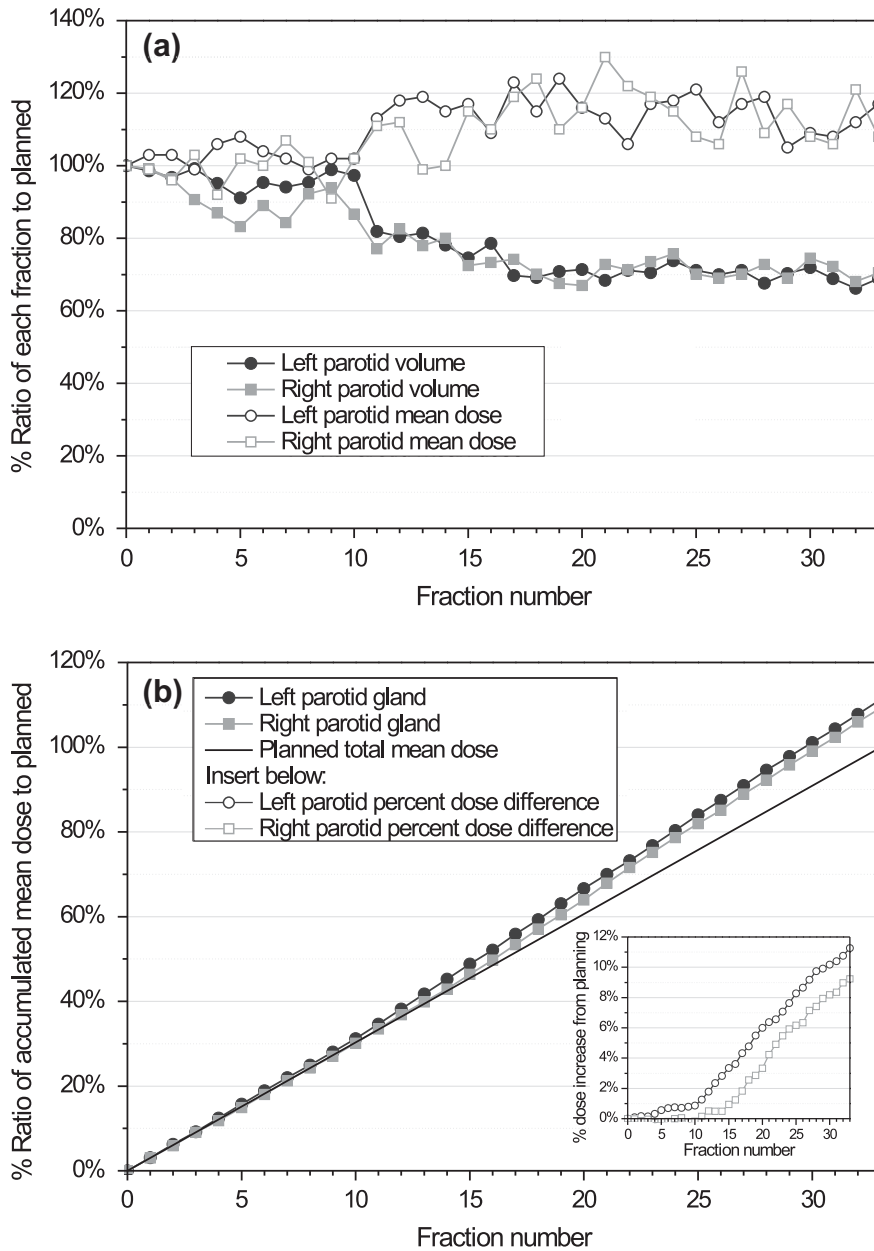 140%
(a)
120%
100%
80%
60%
40%
20%
0%
% Ratio of each fraction to planned
Left parotid volume
Right parotid volume
Left parotid mean dose
Right parotid mean dose
0 5 10 15 20 25 30
Fraction number
120%
(b)
100%
80%
60%
40%
20%
0%
% Ratio of accumulated mean dose to planned
Left parotid gland
Right parotid gland
Planned total mean dose
Insert below:
Left parotid percent dose difference
Right parotid percent dose difference
12%
10%
8%
6%
4%
2%
0%
% dose increase from planning
0 5 10 15 20 25 30
Fraction number
0 5 10 15 20 25 30
Fraction number